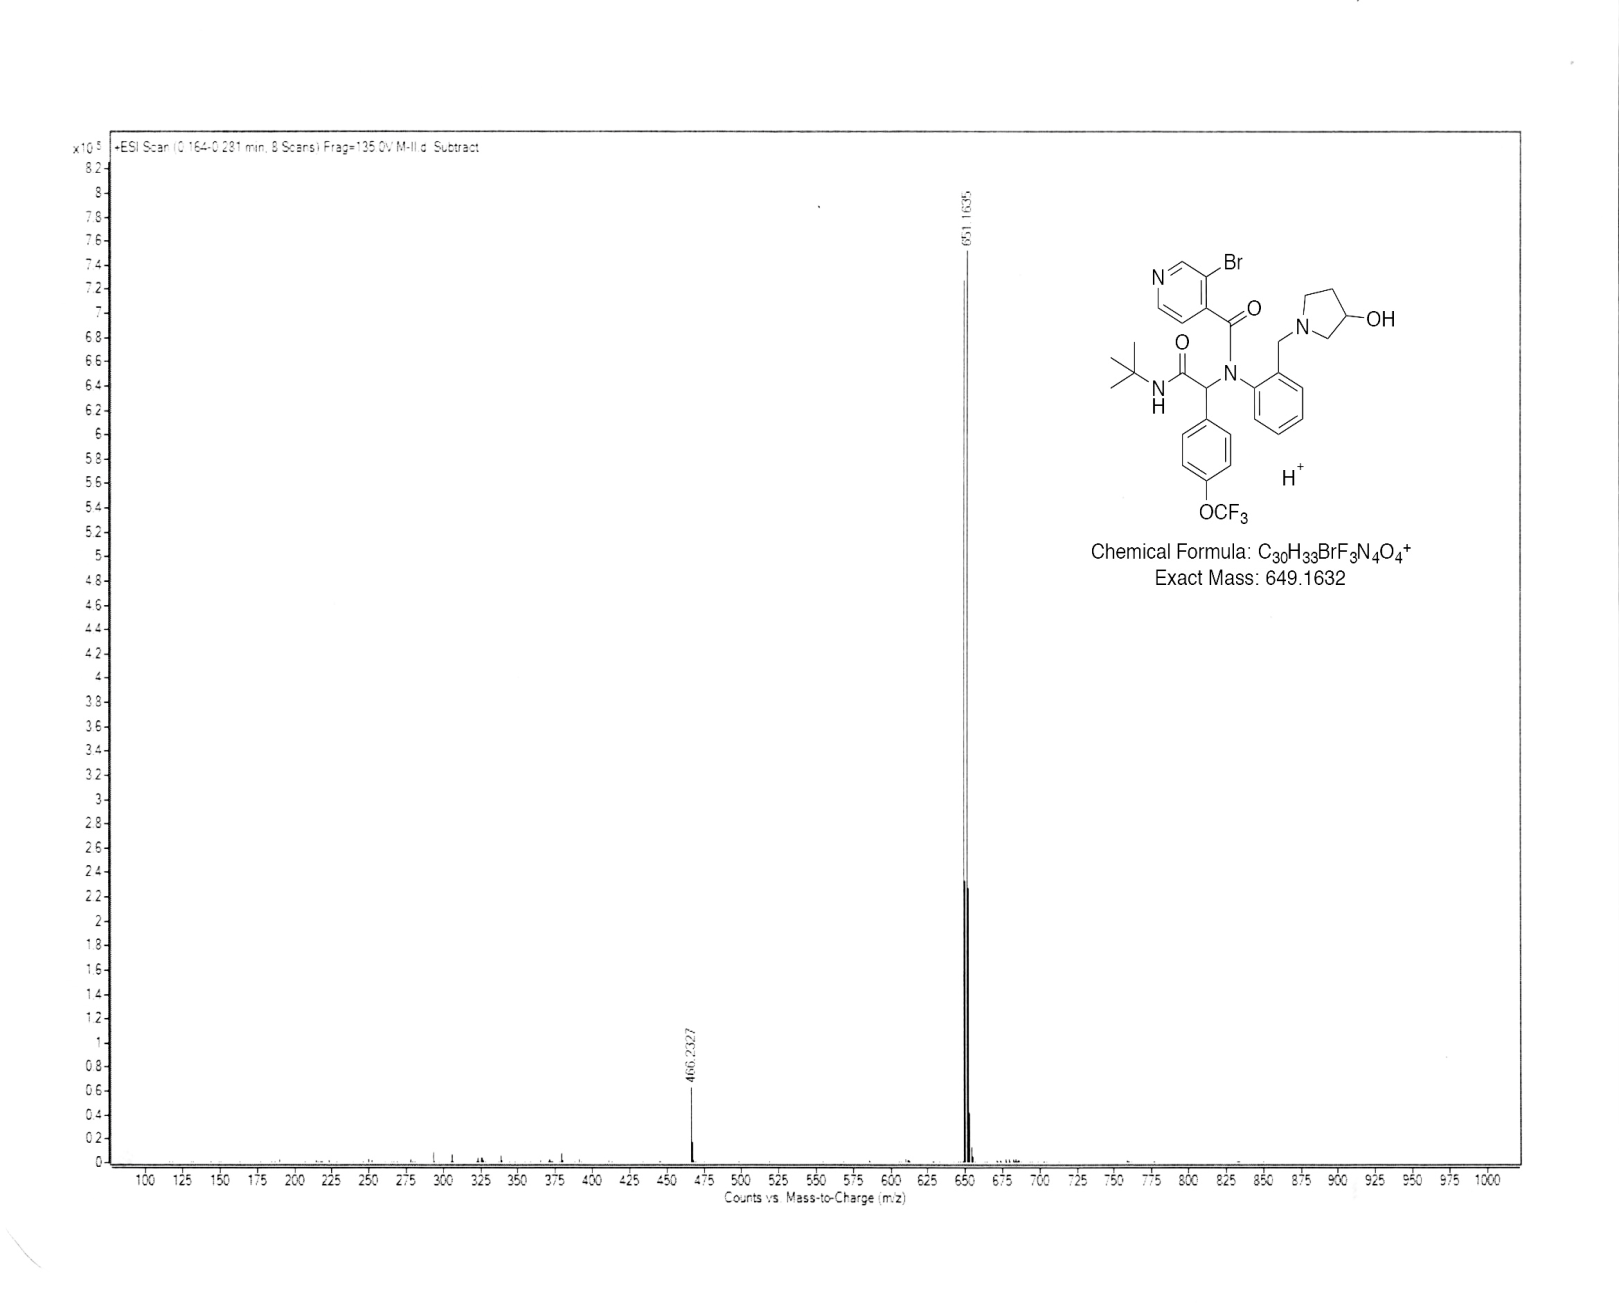 x10 5 +ESI Scan (0.164-0.281 min, 8 Scans) Frag=135.0V M-II.d Subtract
8.2
8
7.8
7.6
7.4
7.2
7
6.8
6.6
6.4
6.2
6
5.8
5.6
5.4
5.2
5
4.8
4.6
4.4
4.2
4
3.8
3.6
3.4
3.2
3
2.8
2.6
2.4
2.2
2
1.8
1.6
1.4
1.2
1
0.8
0.6
0.4
0.2
0
651.1635
466.2327
Br
N
O
O
N
OH
N
N
H
H+
OCF3
Chemical Formula: C30H33BrF3N4O4+
Exact Mass: 649.1632
100 125 150 175 200 225 250 275 300 325 350 375 400 425 450 475 500 525 550 575 600 625 650 675 700 725 750 775 800 825 850 875 900 925 950 975 1000
Counts vs. Mass-to-Charge (m/z)